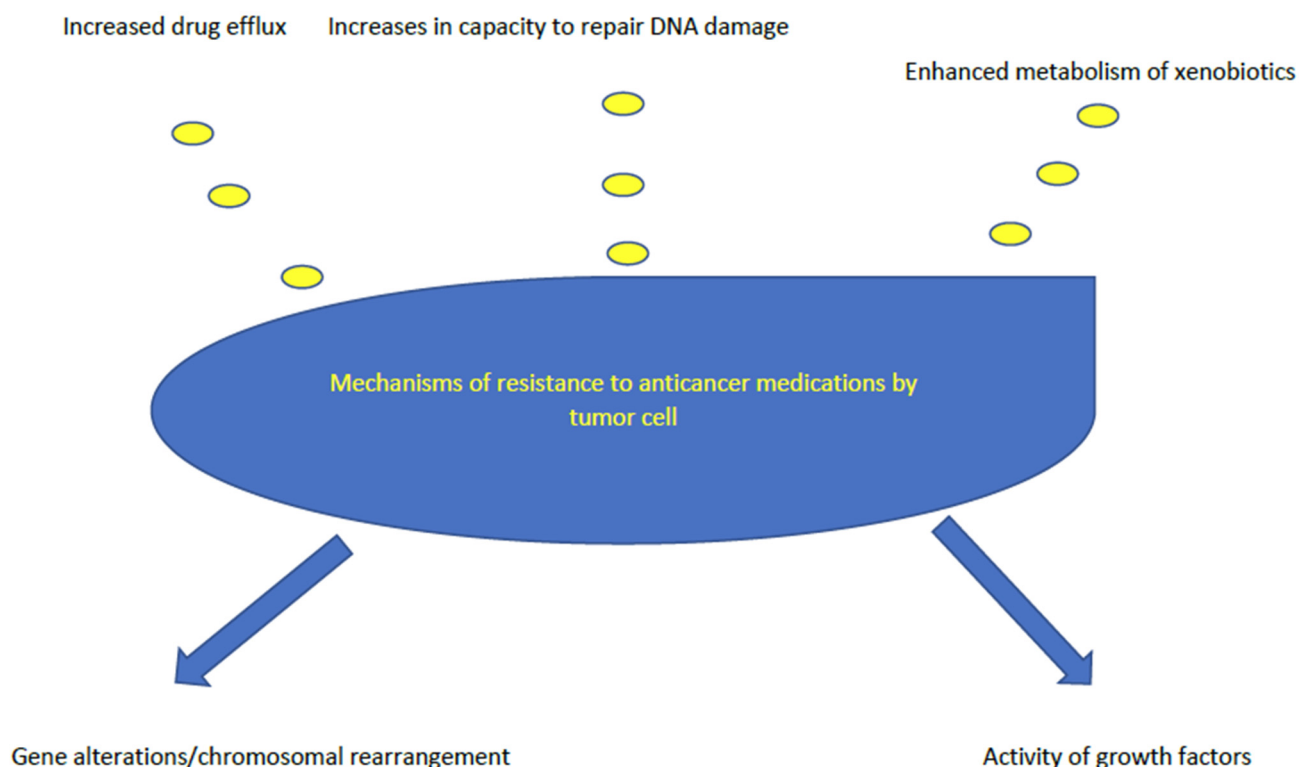 Increased drug efflux
Increases in capacity to repair DNA damage
Enhanced metabolism of xenobiotics
Mechanisms of resistance to anticancer medications by
tumor cell
Gene alterations/chromosomal rearrangement
Activity of growth factors